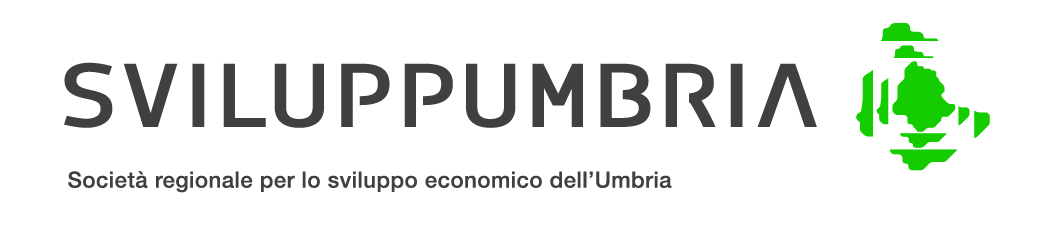 SVILUPPUMBRIA
Società regionale per lo sviluppo economico dell’Umbria